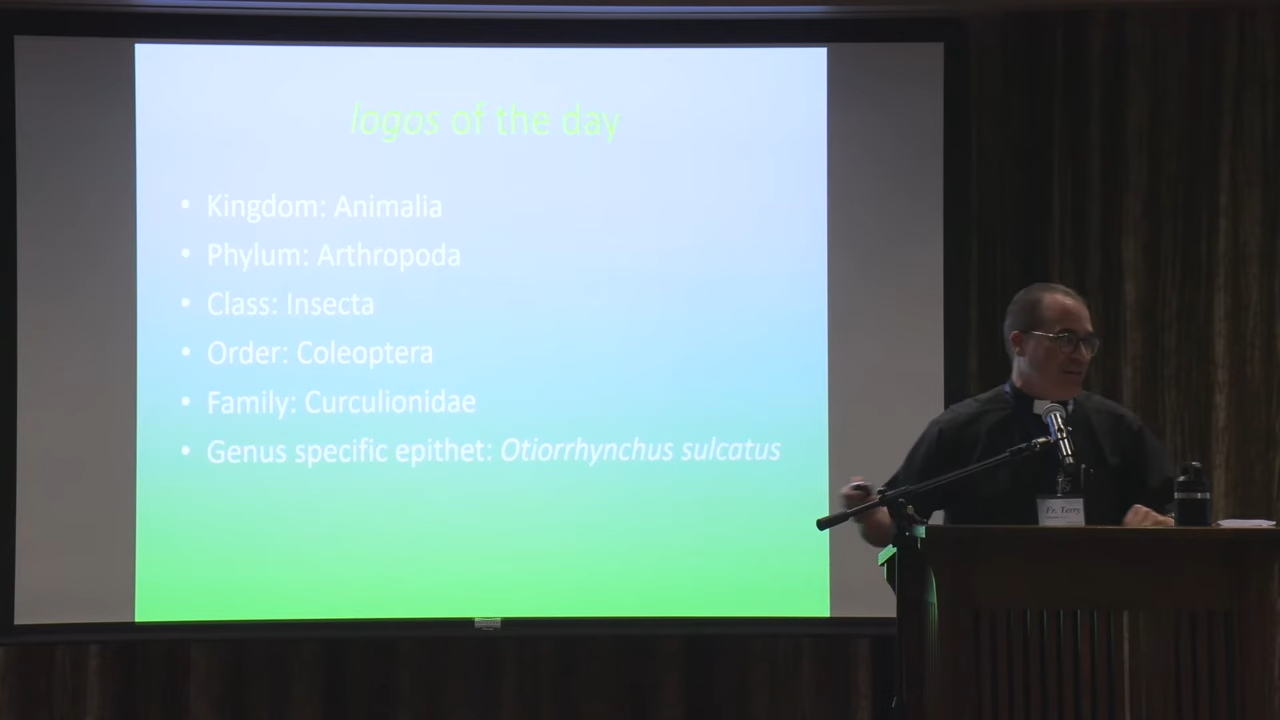 logos of the day
• Kingdom: Animalia
• Phylum: Arthropoda
• Class: Insecta
• Order: Coleoptera
• Family: Curculionidae
• Genus specific epithet: Otiorrhynchus sulcatus
Fr. Terry